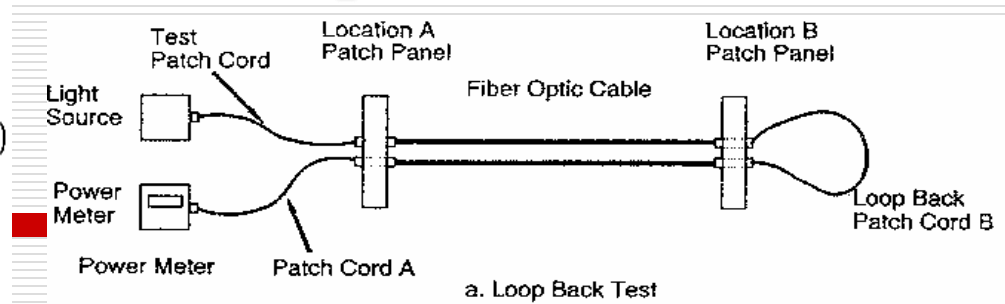 Test
Patch Cord
Location A
Patch Panel
Location B
Patch Panel
Light
Source
Fiber Optic Cable
Power
Meter
Loop Back
Patch Cord B
Power Meter
Patch Cord A
a. Loop Back Test